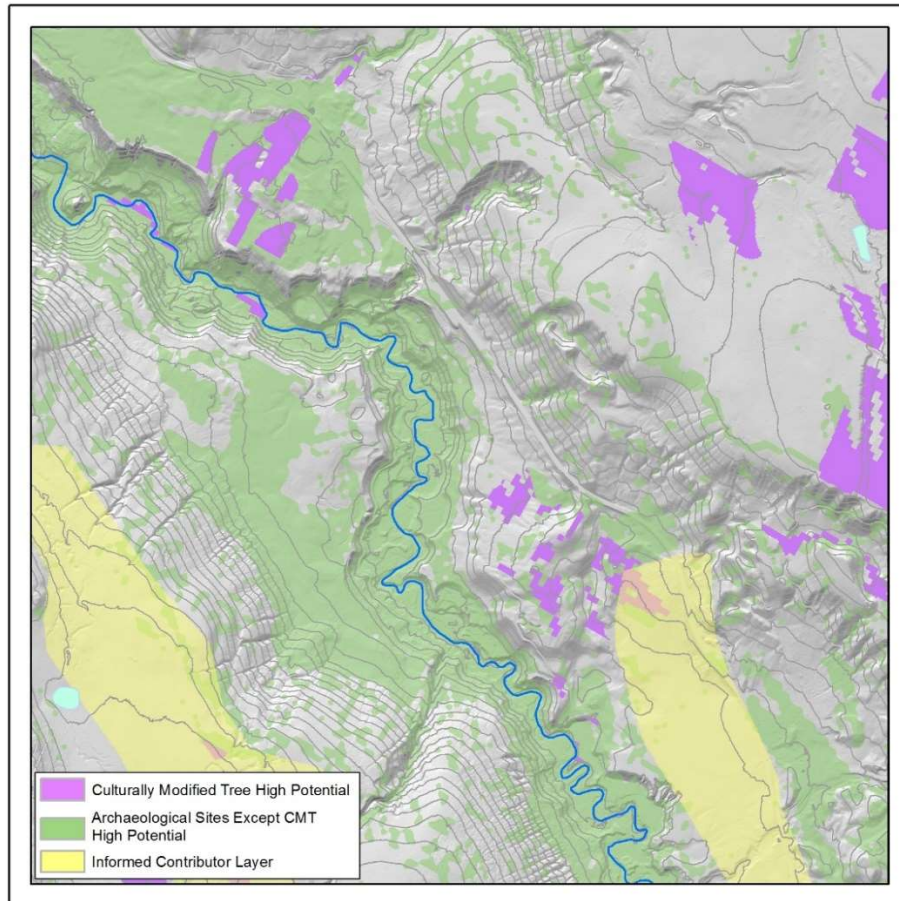 Culturally Modified Tree High Potential
Archaeological Sites Except CMT
High Potential
Informed Contributor Layer